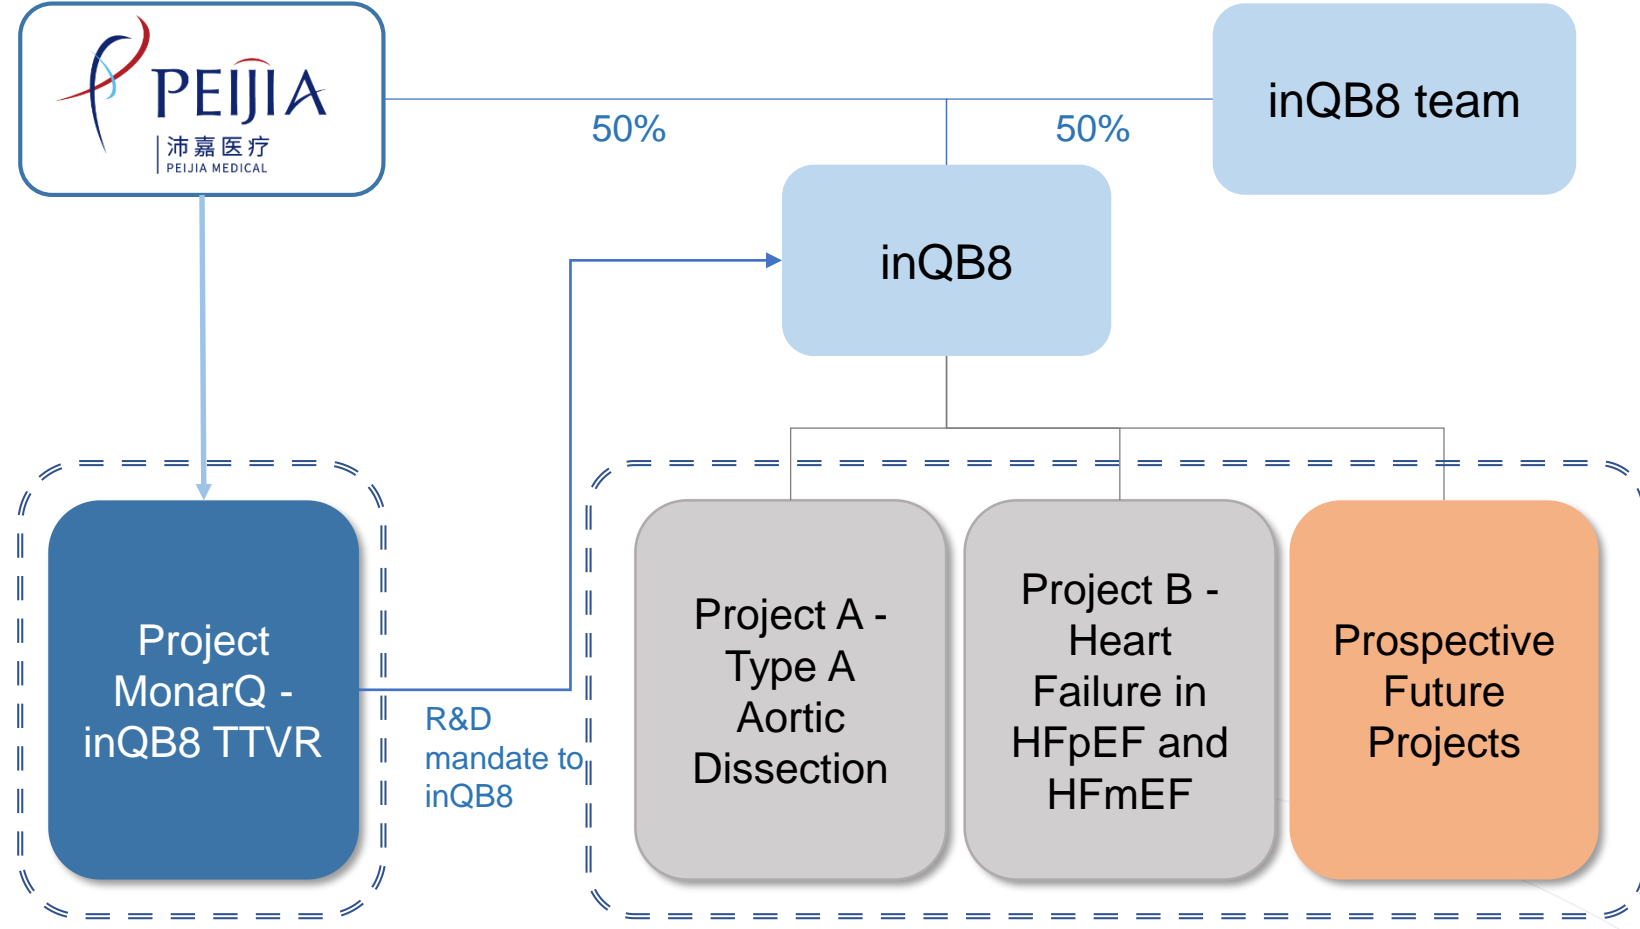 PEIJIA
沛嘉医疗
PEIJIA MEDICAL
50%
50%
inQB8 team
inQB8
Project
MonarQ -
inQB8 TTVR
R&D
mandate to
inQB8
Project A -
Type A
Aortic
Dissection
Project B -
Heart
Failure in
HFpEF and
HFmEF
Prospective
Future
Projects